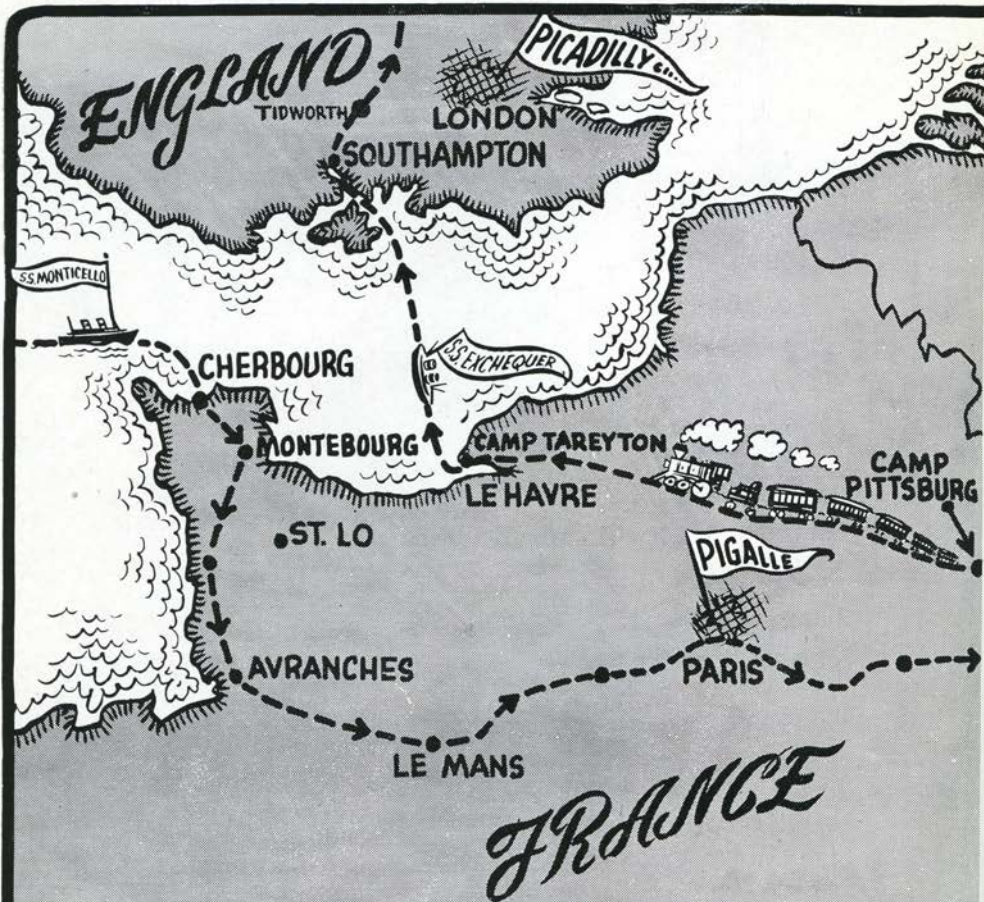 ENGLAND
PICADILLY
TIDWORTH
LONDON
SOUTHAMPTON
S.S. MONTICELLO
CHERBOURG
S.S. EXCHEQUER
MONTEBOURG
CAMP TAREYTON
CAMP
PITTSBURG
LE HAVRE
ST. LO
PIGALLE
AVRANCHES
PARIS
LE MANS
FRANCE